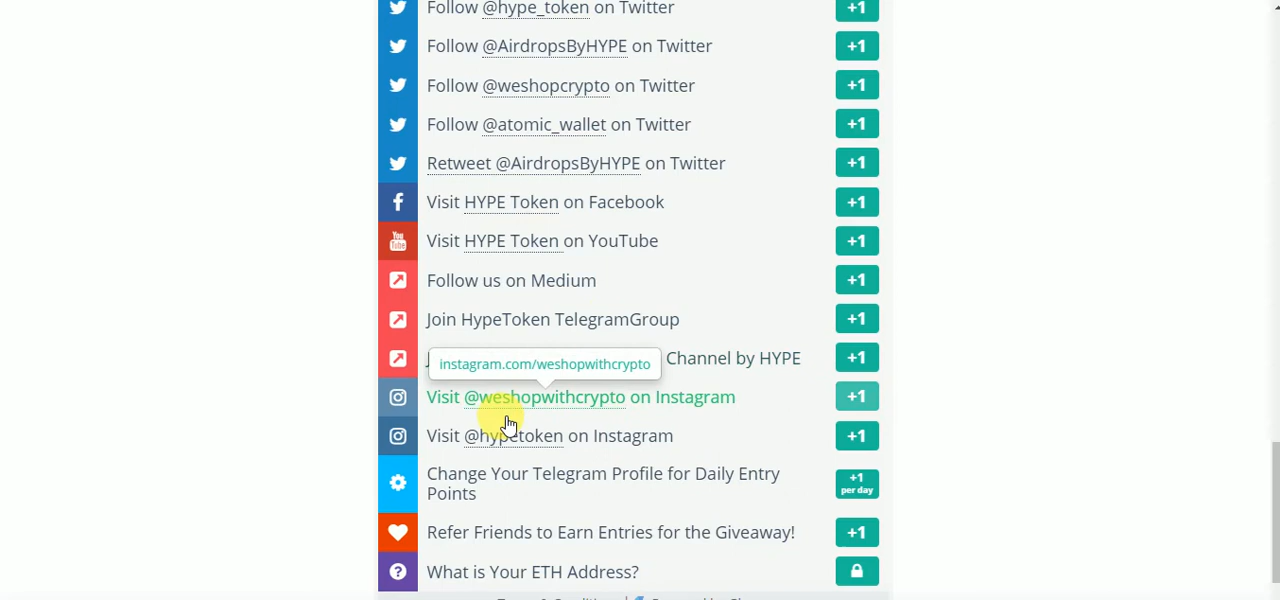 Follow @hype_token on Twitter +1
Follow @AirdropsByHYPE on Twitter +1
Follow @weshopcrypto on Twitter +1
Follow @atomic_wallet on Twitter +1
Retweet @AirdropsByHYPE on Twitter +1
Visit HYPE Token on Facebook +1
You Tube Visit HYPE Token on YouTube +1
Follow us on Medium +1
Join HypeToken TelegramGroup +1
Channel by HYPE +1
instagram.com/weshopwithcrypto
Visit @weshopwithcrypto on Instagram +1
Visit @hypetoken on Instagram +1
Change Your Telegram Profile for Daily Entry
Points
+1
per day
Refer Friends to Earn Entries for the Giveaway! +1
What is Your ETH Address?